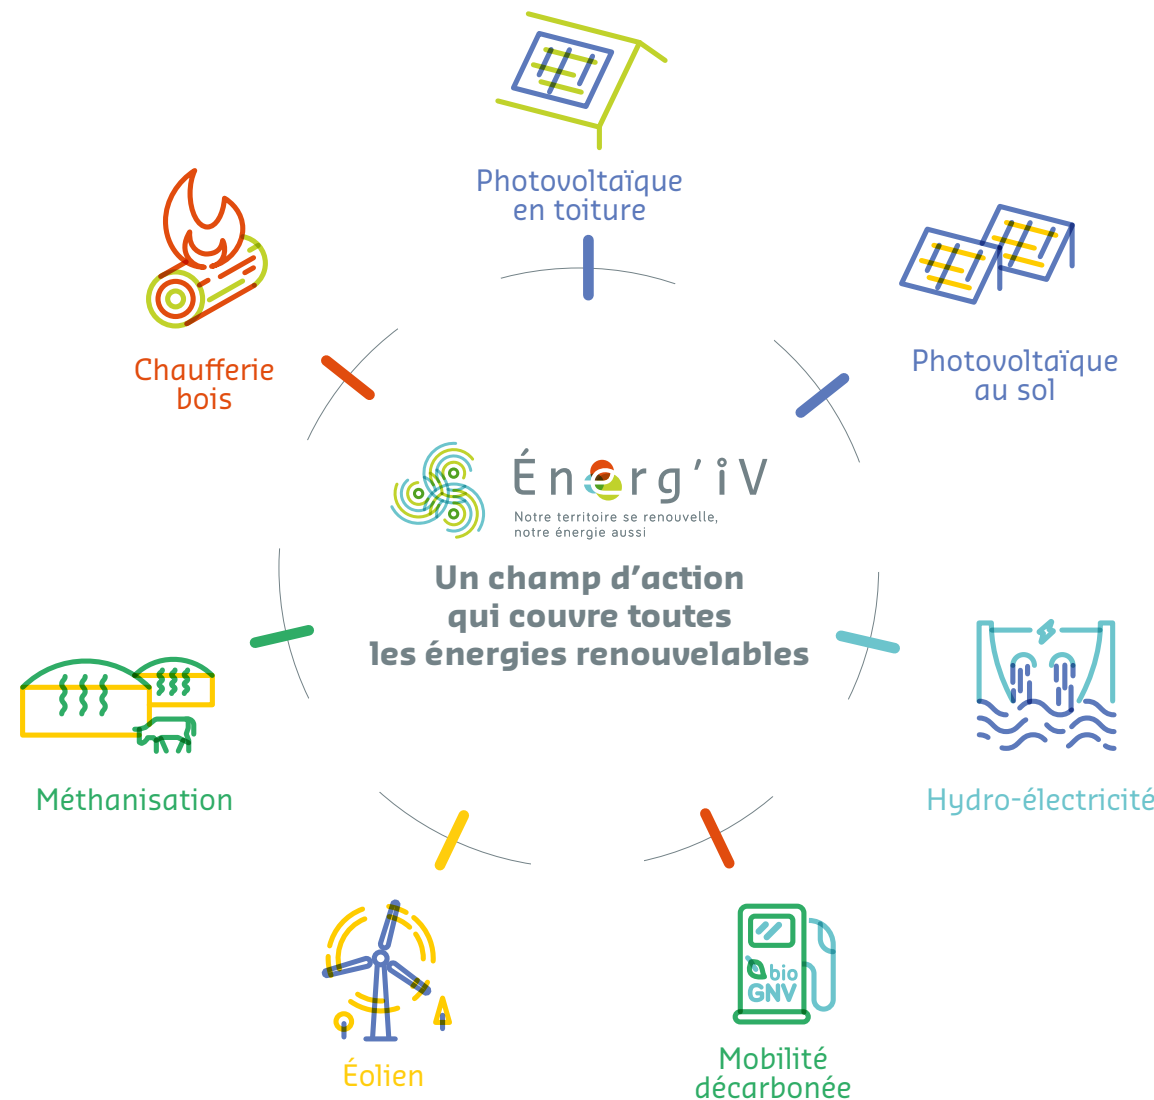 Photovoltaïque
en toiture
Photovoltaïque
au sol
Chaufferie
bois
Énerg'iV
Notre territoire se renouvelle,
notre énergie aussi
Un champ d'action
qui couvre toutes
les énergies renouvelables
Méthanisation
Hydro-électricité
bio
GNV
Éolien
Mobilité
décarbonée